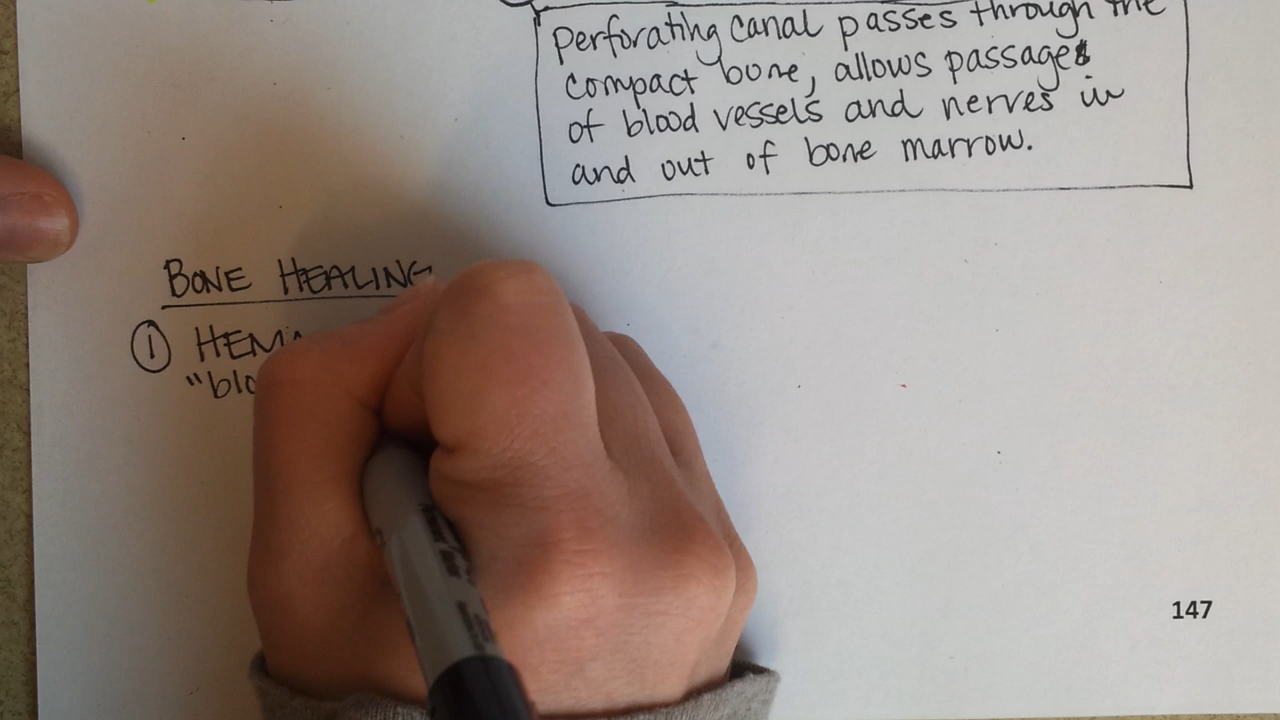 perforating canal passes through the
compact bone, allows passage
of blood vessels and nerves in
and out of bone marrow.
BONE HEALING
1
147